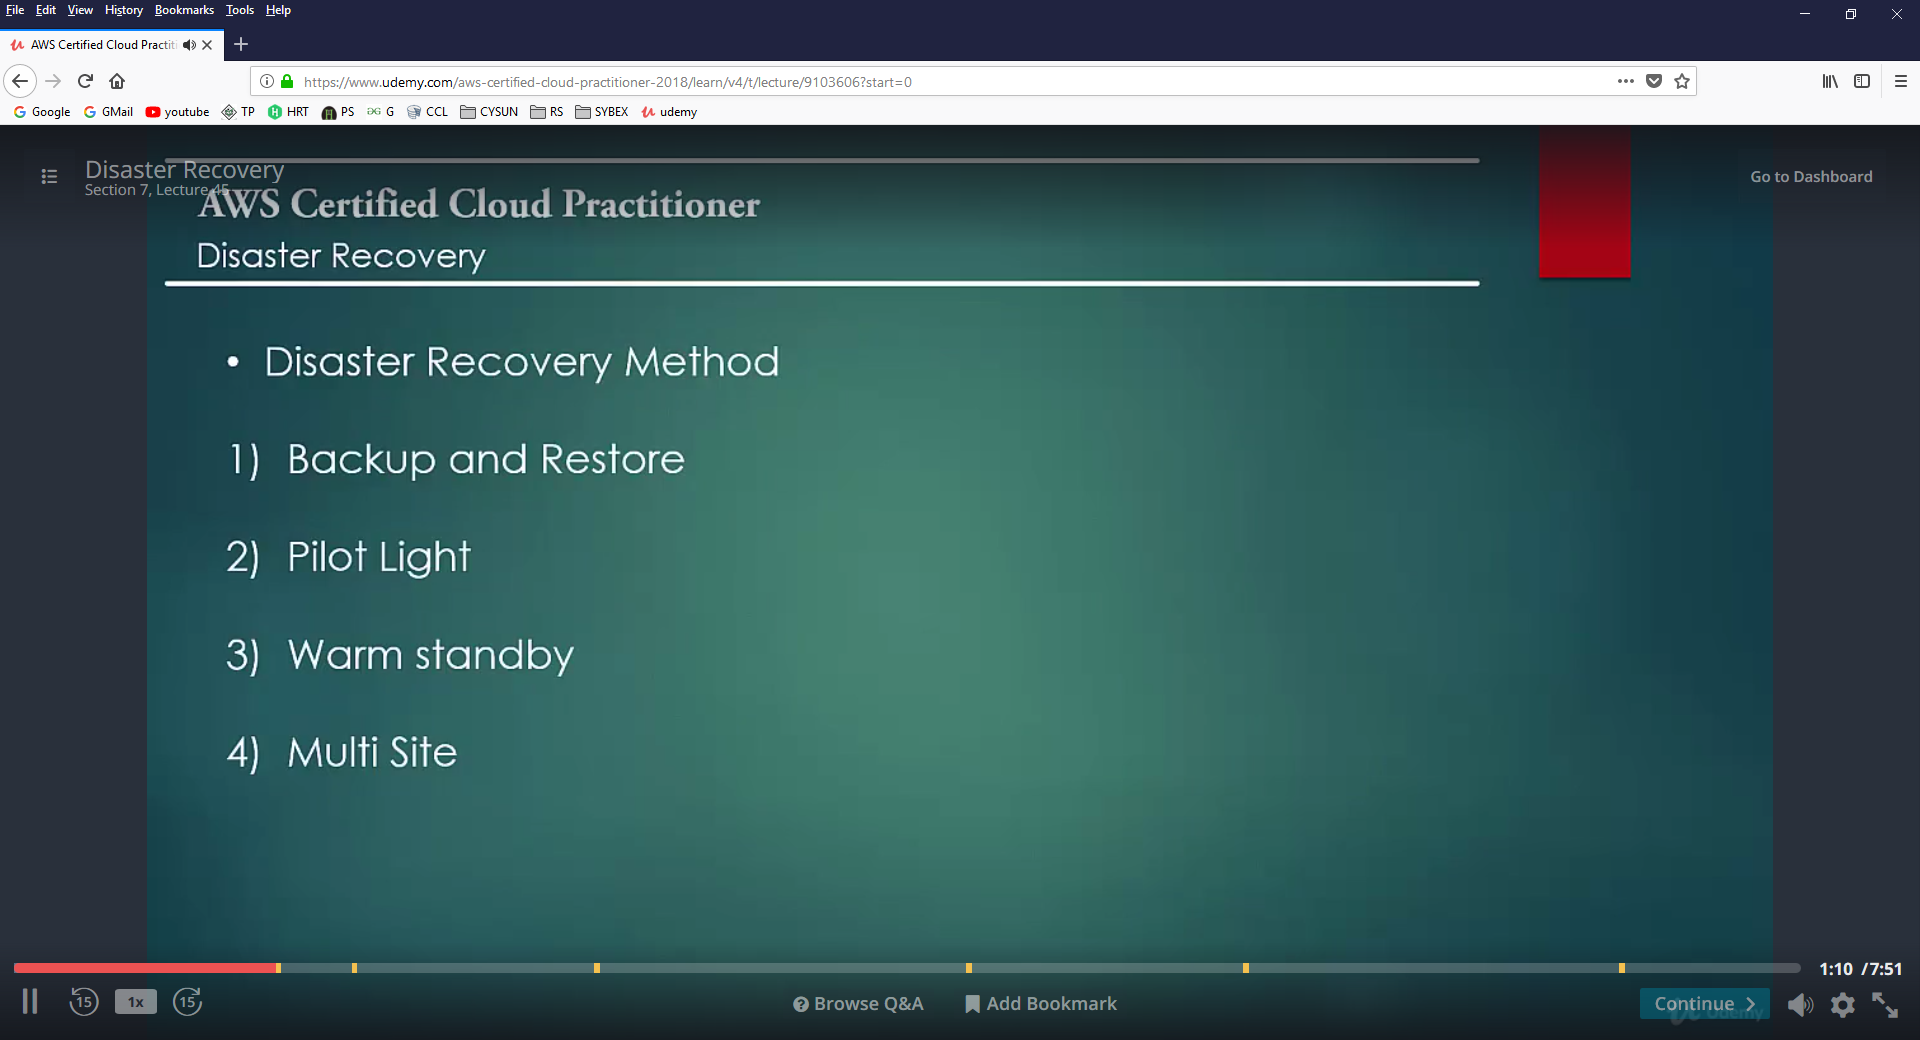 File Edit View History Bookmarks Tools Help
AWS Certified Cloud Practiti
https://www.udemy.com/aws-certified-cloud-practitioner-2018/learn/v4/t/lecture/9103606?start=0
Google GMail youtube TP HRT PS G CCL CYSUN RS SYBEX udemy
Disaster Recovery
Section 7, Lecture 45
Go to Dashboard
AWS Certified Cloud Practitioner
Disaster Recovery
• Disaster Recovery Method
1) Backup and Restore
2) Pilot Light
3) Warm standby
4) Multi Site
1:10 / 7:51
15 1x 15
Browse Q&A Add Bookmark
Continue
Udemy